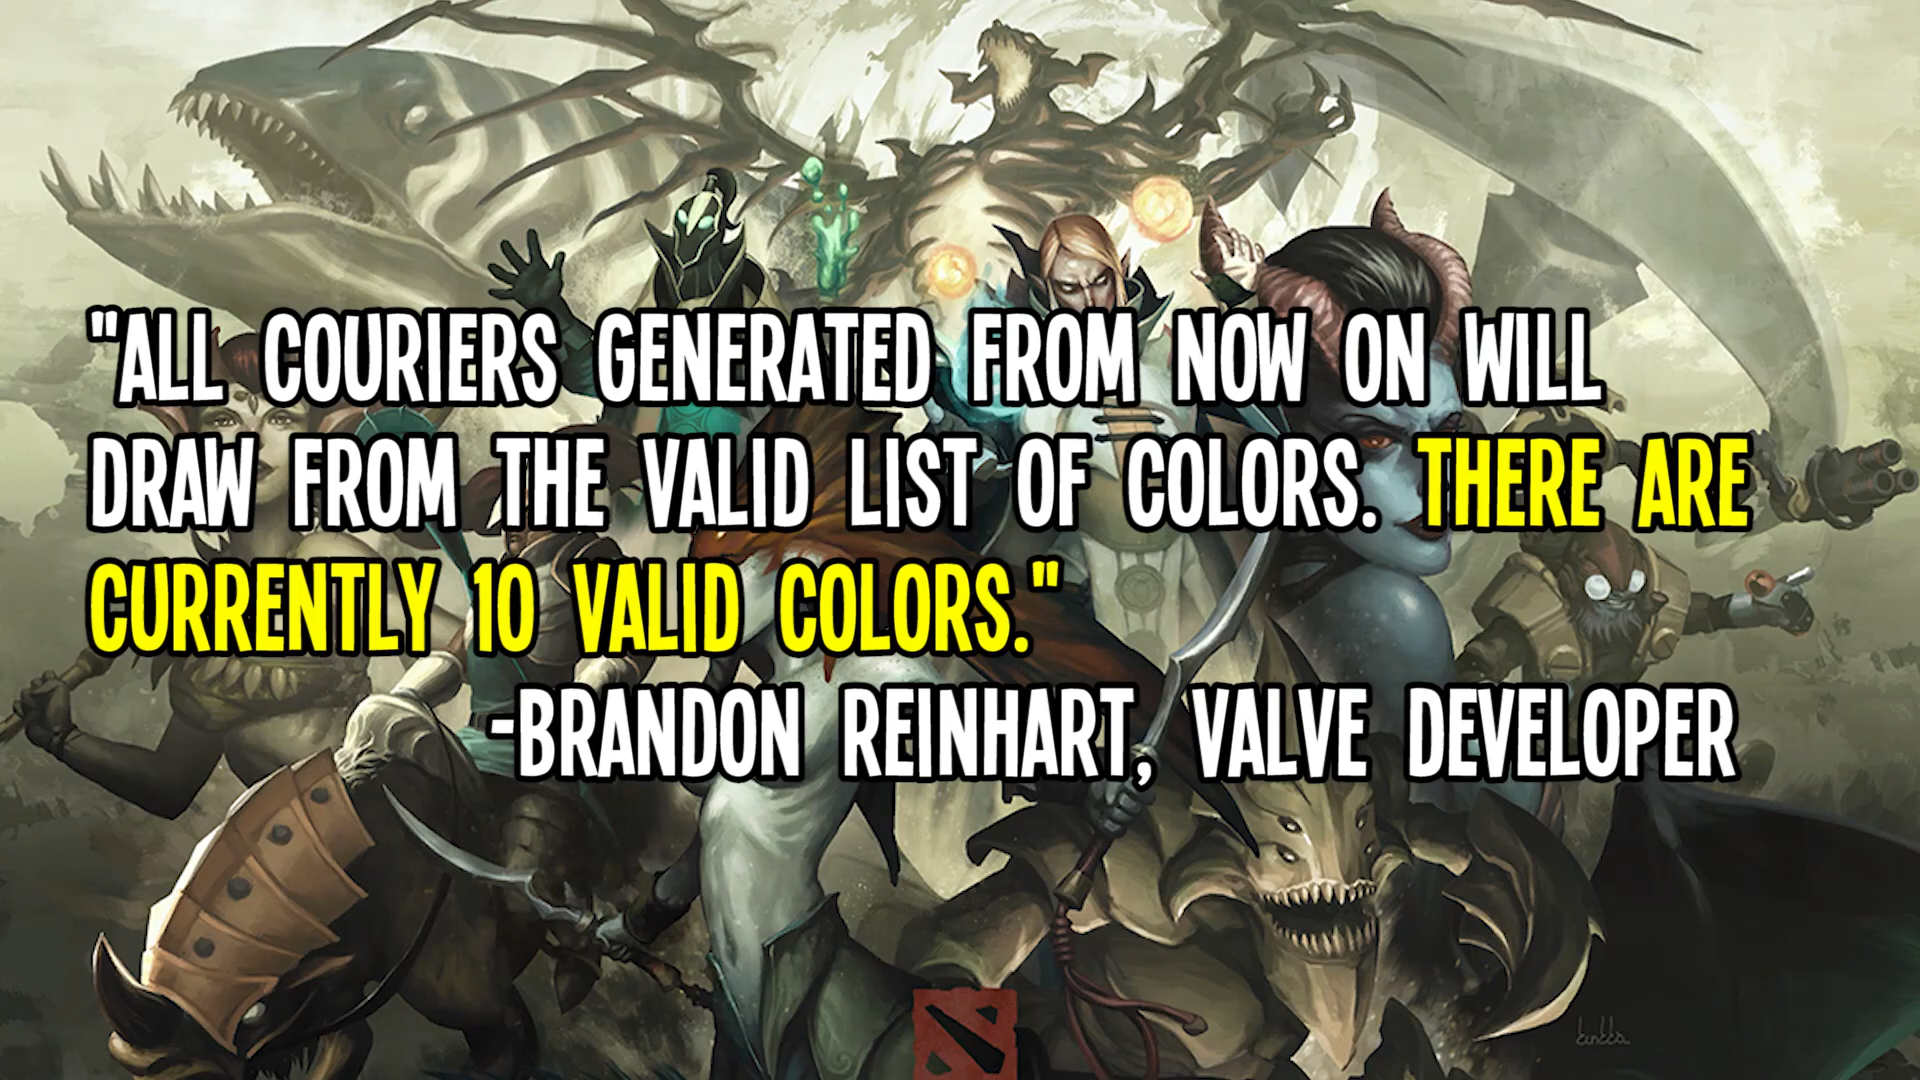 "ALL COURIERS GENERATED FROM NOW ON WILL
DRAW FROM THE VALID LIST OF COLORS. THERE ARE
CURRENTLY 10 VALID COLORS."
-BRANDON REINHART, VALVE DEVELOPER